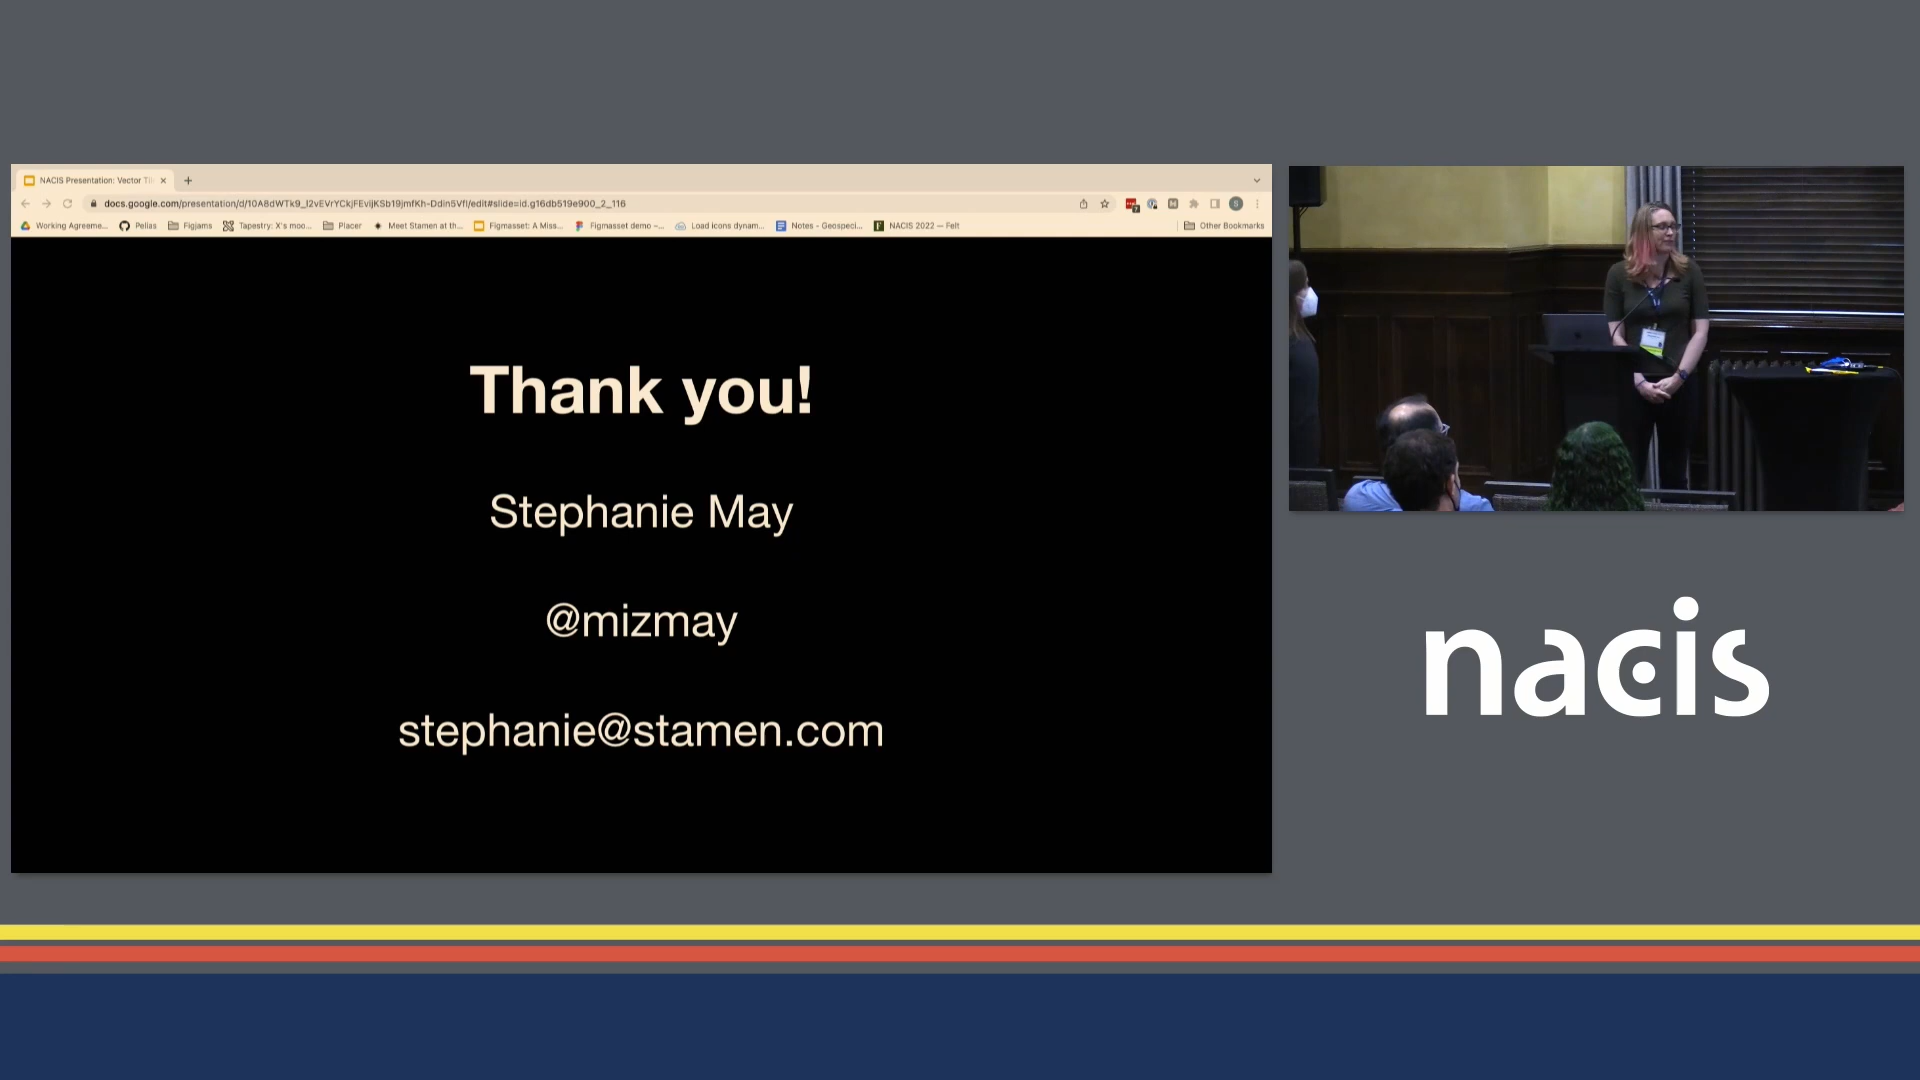 NACIS Presentation: Vector Til
docs.google.com/presentation/d/10A8dWTk9_I2vEVrYCkjFEvijKSb19jmfKh-Ddin5VfI/edit#slide=id.g16db519e900_2_116
Working Agreeme... Pelias Figjams Tapestry: X's moo... Placer Meet Stamen at th... Figmasset: A Miss... Figmasset demo –... Load icons dynam... Notes - Geospeci... NACIS 2022 — Felt Other Bookmarks
Thank you!
Stephanie May
@mizmay
stephanie@stamen.com
nacis